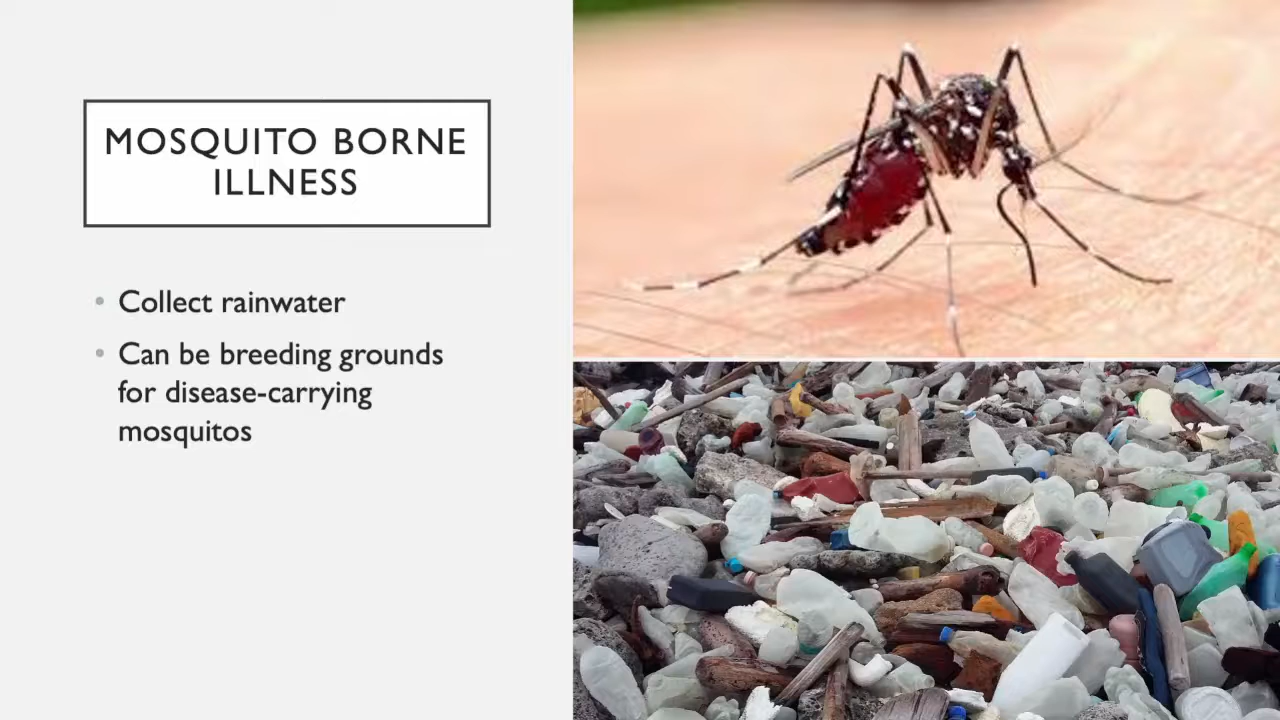 MOSQUITO BORNE
ILLNESS
• Collect rainwater
• Can be breeding grounds
for disease-carrying
mosquitos